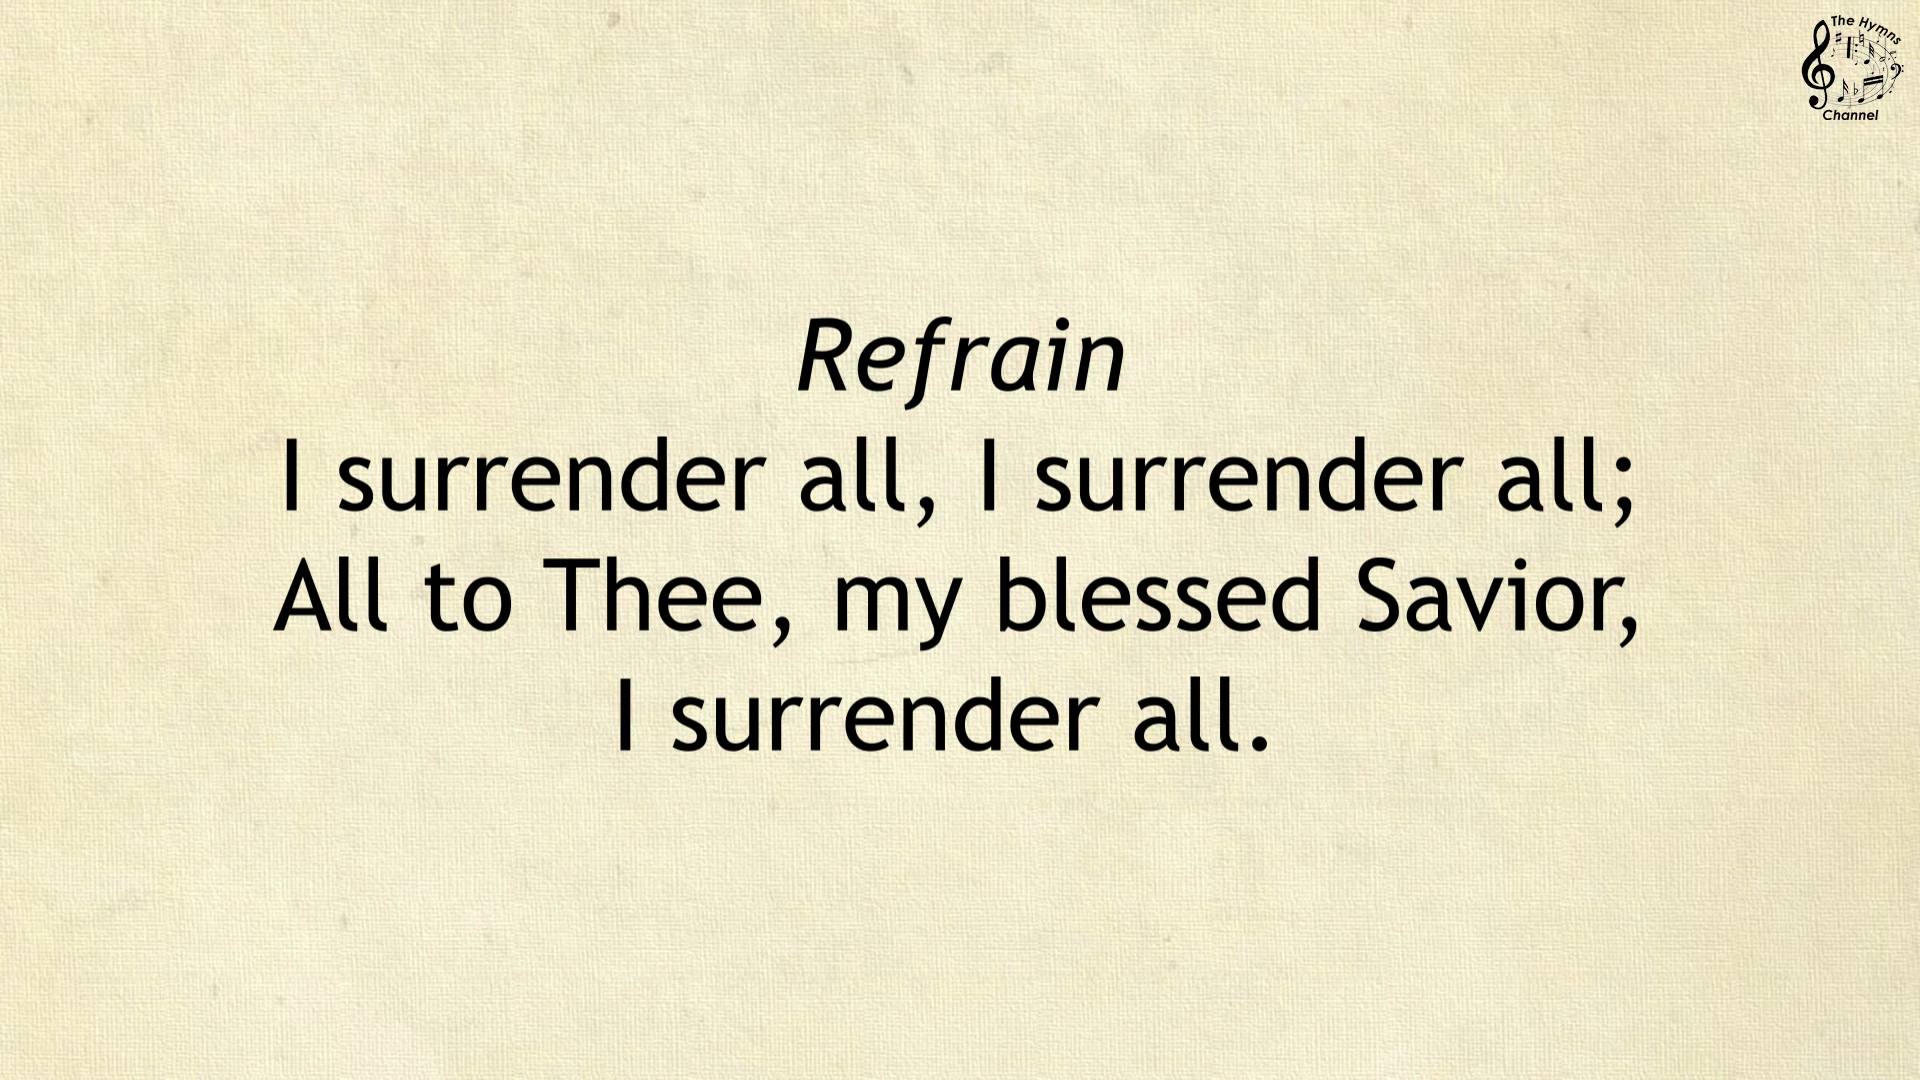 The Hymns
Channel
Refrain
I surrender all, I surrender all;
All to Thee, my blessed Savior,
I surrender all.